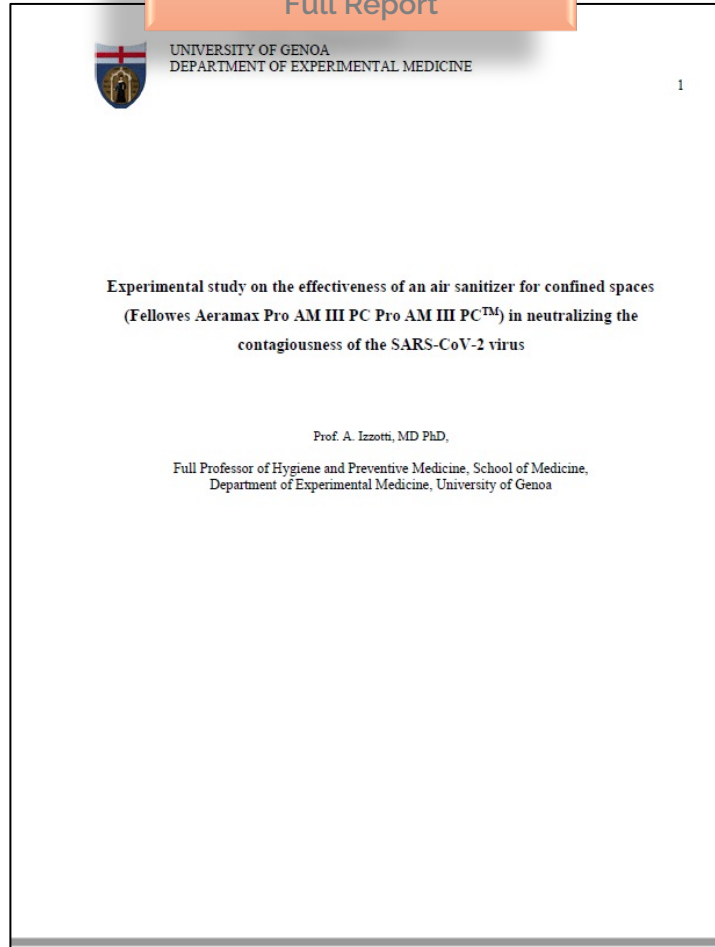 Full Report
UNIVERSITY OF GENOA
DEPARTMENT OF EXPERIMENTAL MEDICINE
1
Experimental study on the effectiveness of an air sanitizer for confined spaces
(Fellowes Aeramax Pro AM III PC Pro AM III PC™) in neutralizing the
contagiousness of the SARS-CoV-2 virus
Prof. A. Izzotti, MD PhD,
Full Professor of Hygiene and Preventive Medicine, School of Medicine,
Department of Experimental Medicine, University of Genoa